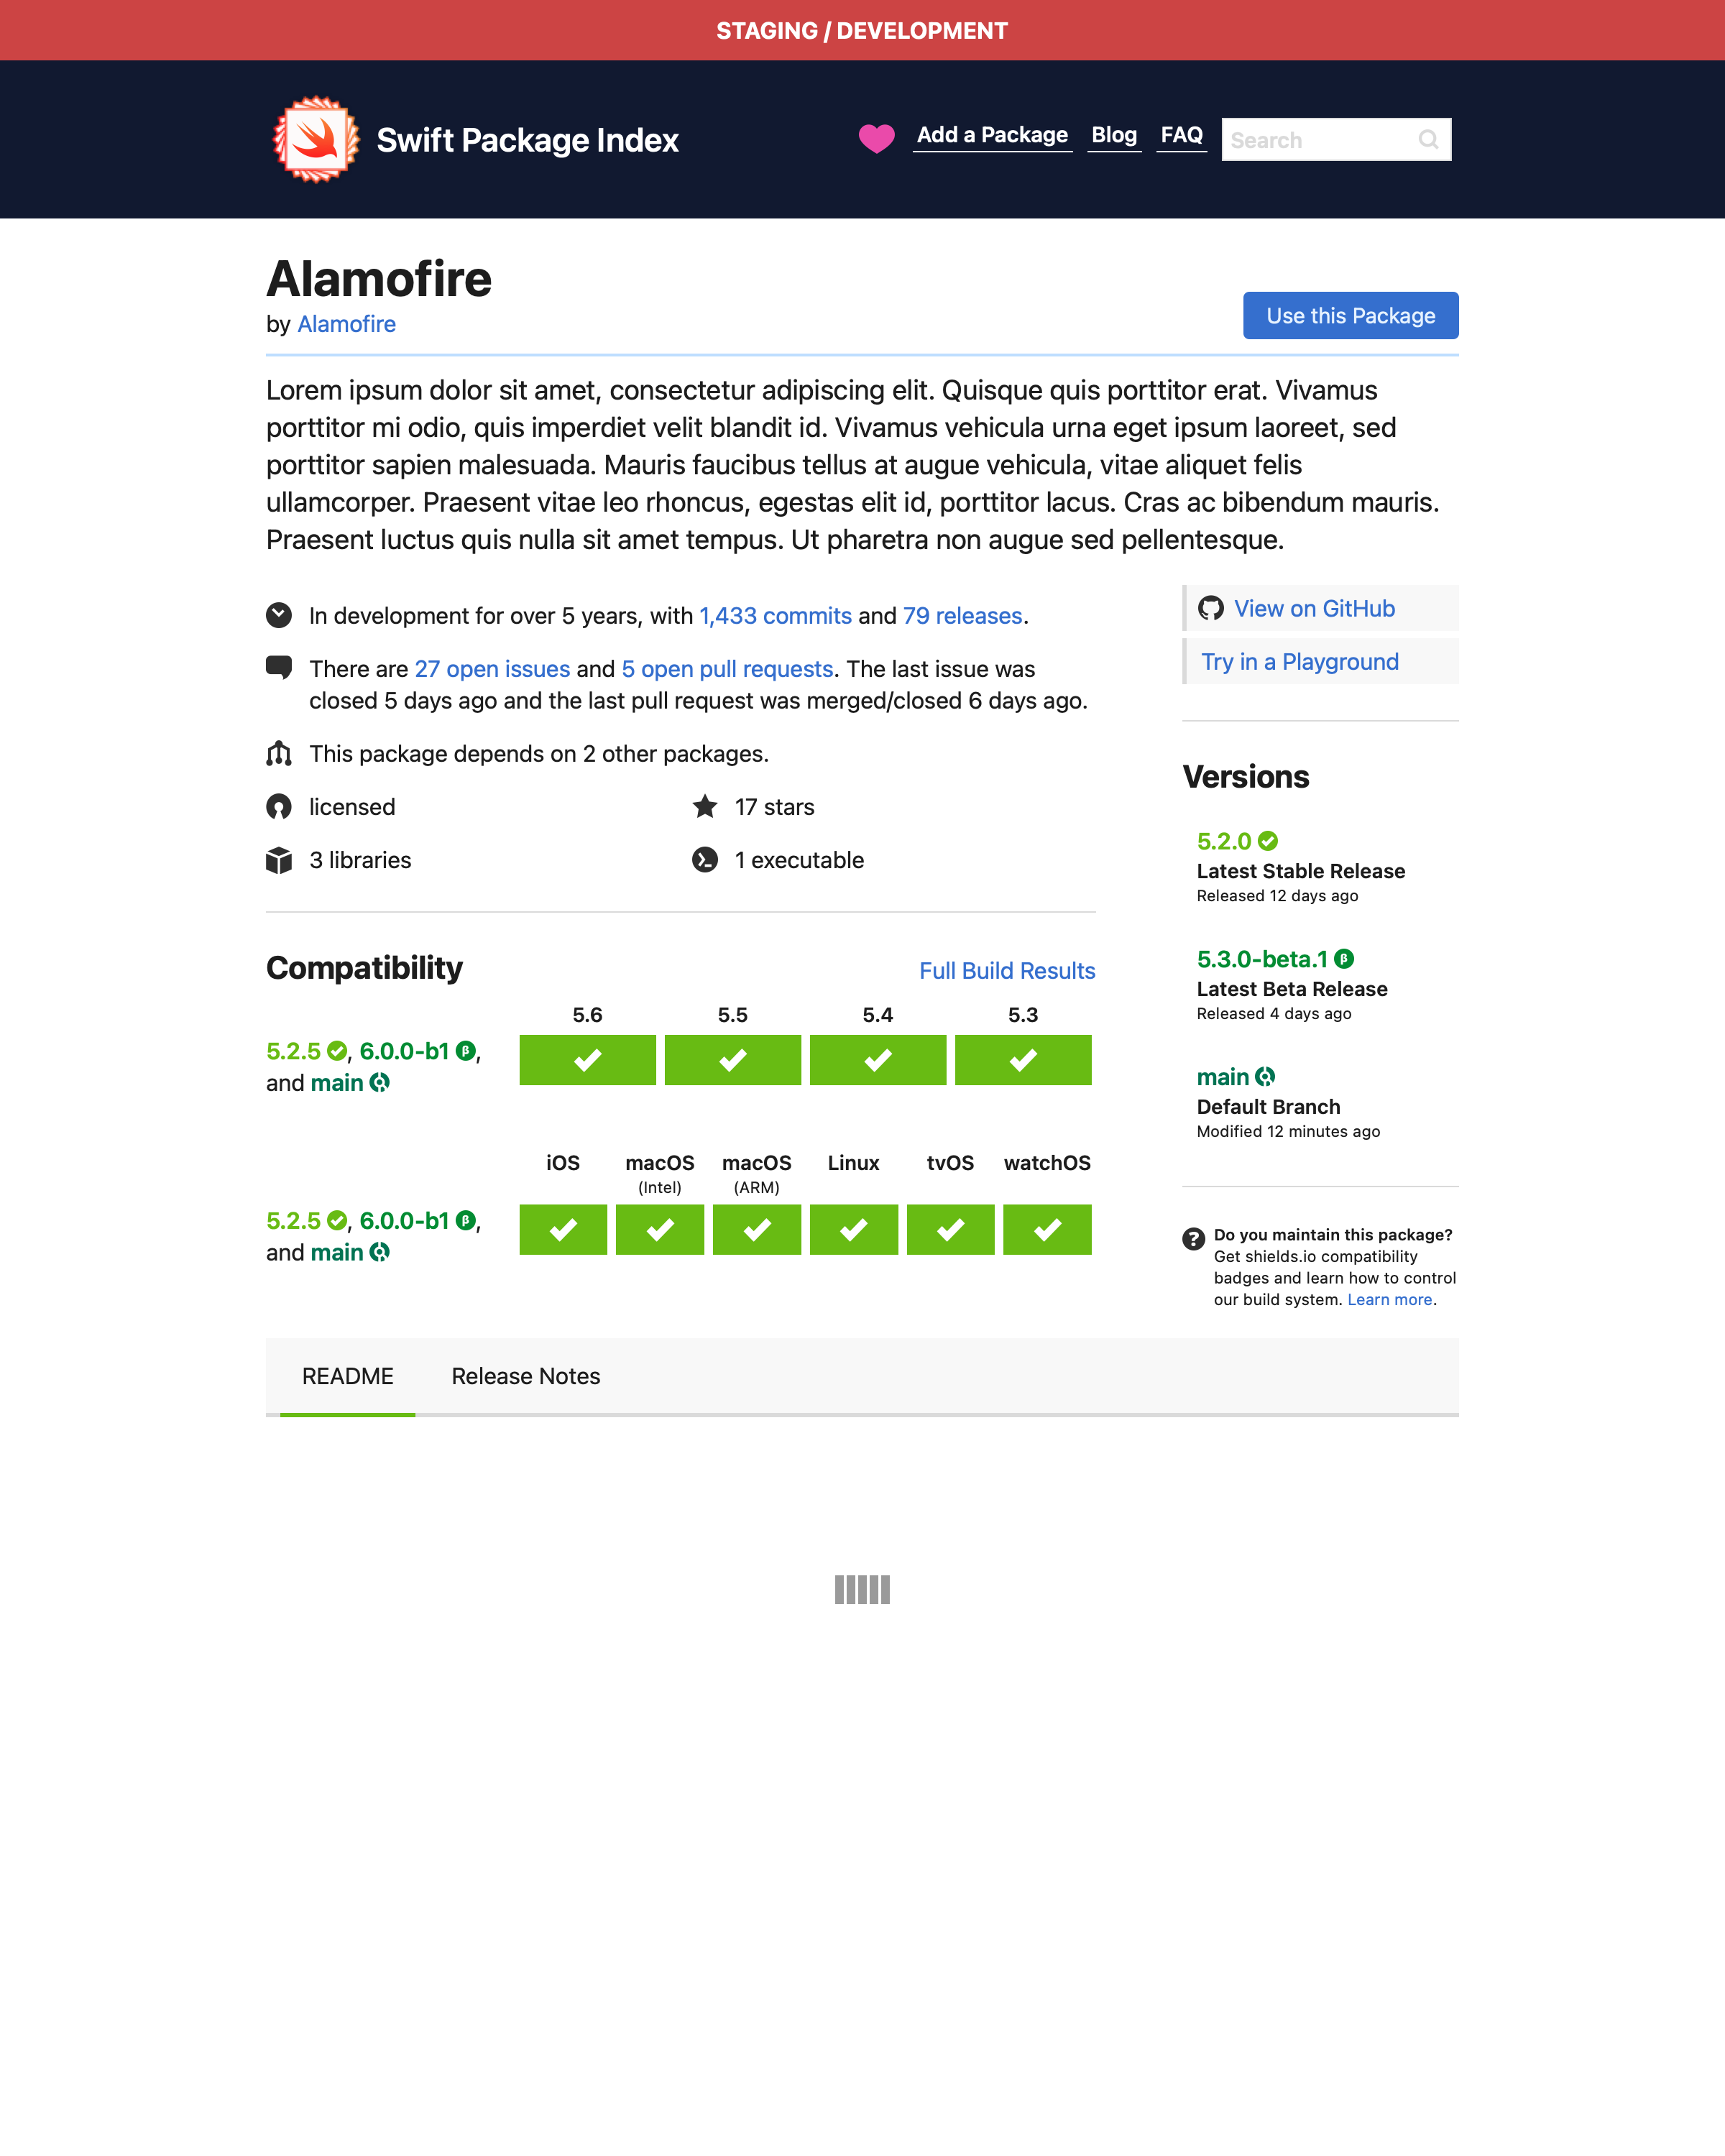 STAGING / DEVELOPMENT
Swift Package Index
Add a Package
Blog
FAQ
Search
Alamofire
by Alamofire
Use this Package
Lorem ipsum dolor sit amet, consectetur adipiscing elit. Quisque quis porttitor erat. Vivamus
porttitor mi odio, quis imperdiet velit blandit id. Vivamus vehicula urna eget ipsum laoreet, sed
porttitor sapien malesuada. Mauris faucibus tellus at augue vehicula, vitae aliquet felis
ullamcorper. Praesent vitae leo rhoncus, egestas elit id, porttitor lacus. Cras ac bibendum mauris.
Praesent luctus quis nulla sit amet tempus. Ut pharetra non augue sed pellentesque.
In development for over 5 years, with 1,433 commits and 79 releases.
There are 27 open issues and 5 open pull requests. The last issue was
closed 5 days ago and the last pull request was merged/closed 6 days ago.
This package depends on 2 other packages.
licensed
17 stars
3 libraries
1 executable
Compatibility
Full Build Results
5.6 5.5 5.4 5.3
5.2.5, 6.0.0-b1 β,
and main
iOS macOS macOS Linux tvOS watchOS
(Intel) (ARM)
5.2.5, 6.0.0-b1 β,
and main
View on GitHub
Try in a Playground
Versions
5.2.0
Latest Stable Release
Released 12 days ago
5.3.0-beta.1 β
Latest Beta Release
Released 4 days ago
main
Default Branch
Modified 12 minutes ago
Do you maintain this package?
Get shields.io compatibility
badges and learn how to control
our build system. Learn more.
README
Release Notes